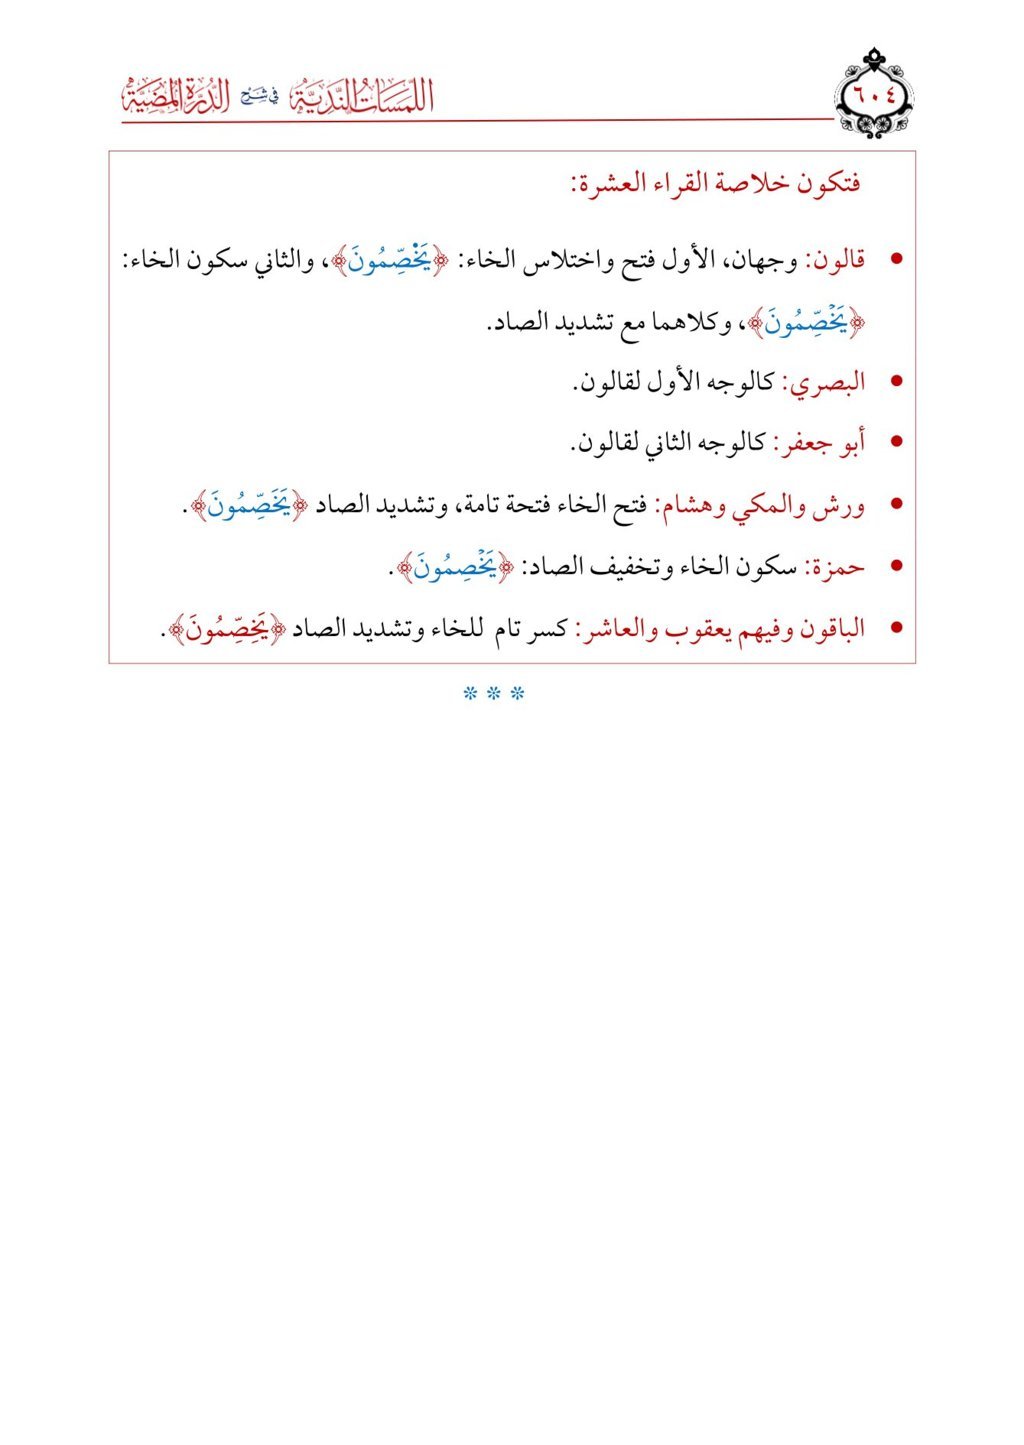 ٦٠٤
اللمسات الندية في شرح الدرة المضية
فتكون خلاصة القراء العشرة:
• قالون: وجهان، الأول فتح واختلاس الخاء: ﴿يَخْصِّمُونَ﴾، والثاني سكون الخاء:
﴿يَخْصِّمُونَ﴾، وكلاهما مع تشديد الصاد.
• البصري: كالوجه الأول لقالون.
• أبو جعفر: كالوجه الثاني لقالون.
• ورش والمكي وهشام: فتح الخاء فتحة تامة، وتشديد الصاد ﴿يَخَصِّمُونَ﴾.
• حمزة: سكون الخاء وتخفيف الصاد: ﴿يَخْصِمُونَ﴾.
• الباقون وفيهم يعقوب والعاشر: كسر تام للخاء وتشديد الصاد ﴿يَخِصِّمُونَ﴾.
* * *